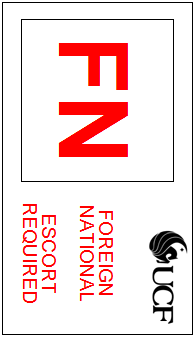 UCF
FN
FOREIGN
NATIONAL
ESCORT
REQUIRED